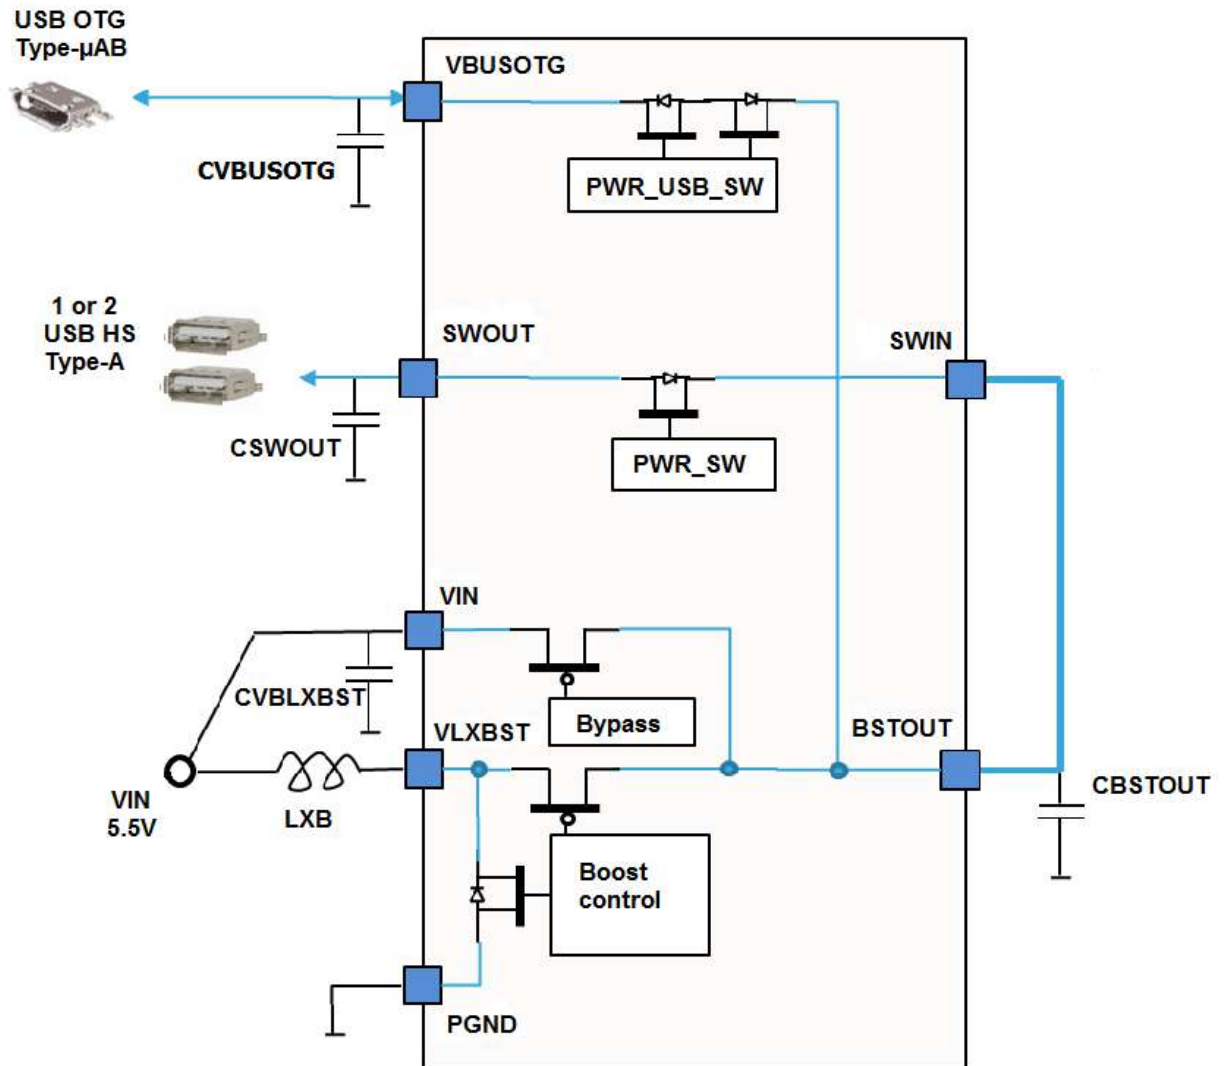 USB OTG
Type-µAB
VBUSOTG
CVBUSOTG
PWR_USB_SW
1 or 2
USB HS
Type-A
SWOUT
SWIN
CSWOUT
PWR_SW
VIN
CVBLXBST
Bypass
VLXBST
BSTOUT
VIN
5.5V
LXB
CBSTOUT
Boost
control
PGND